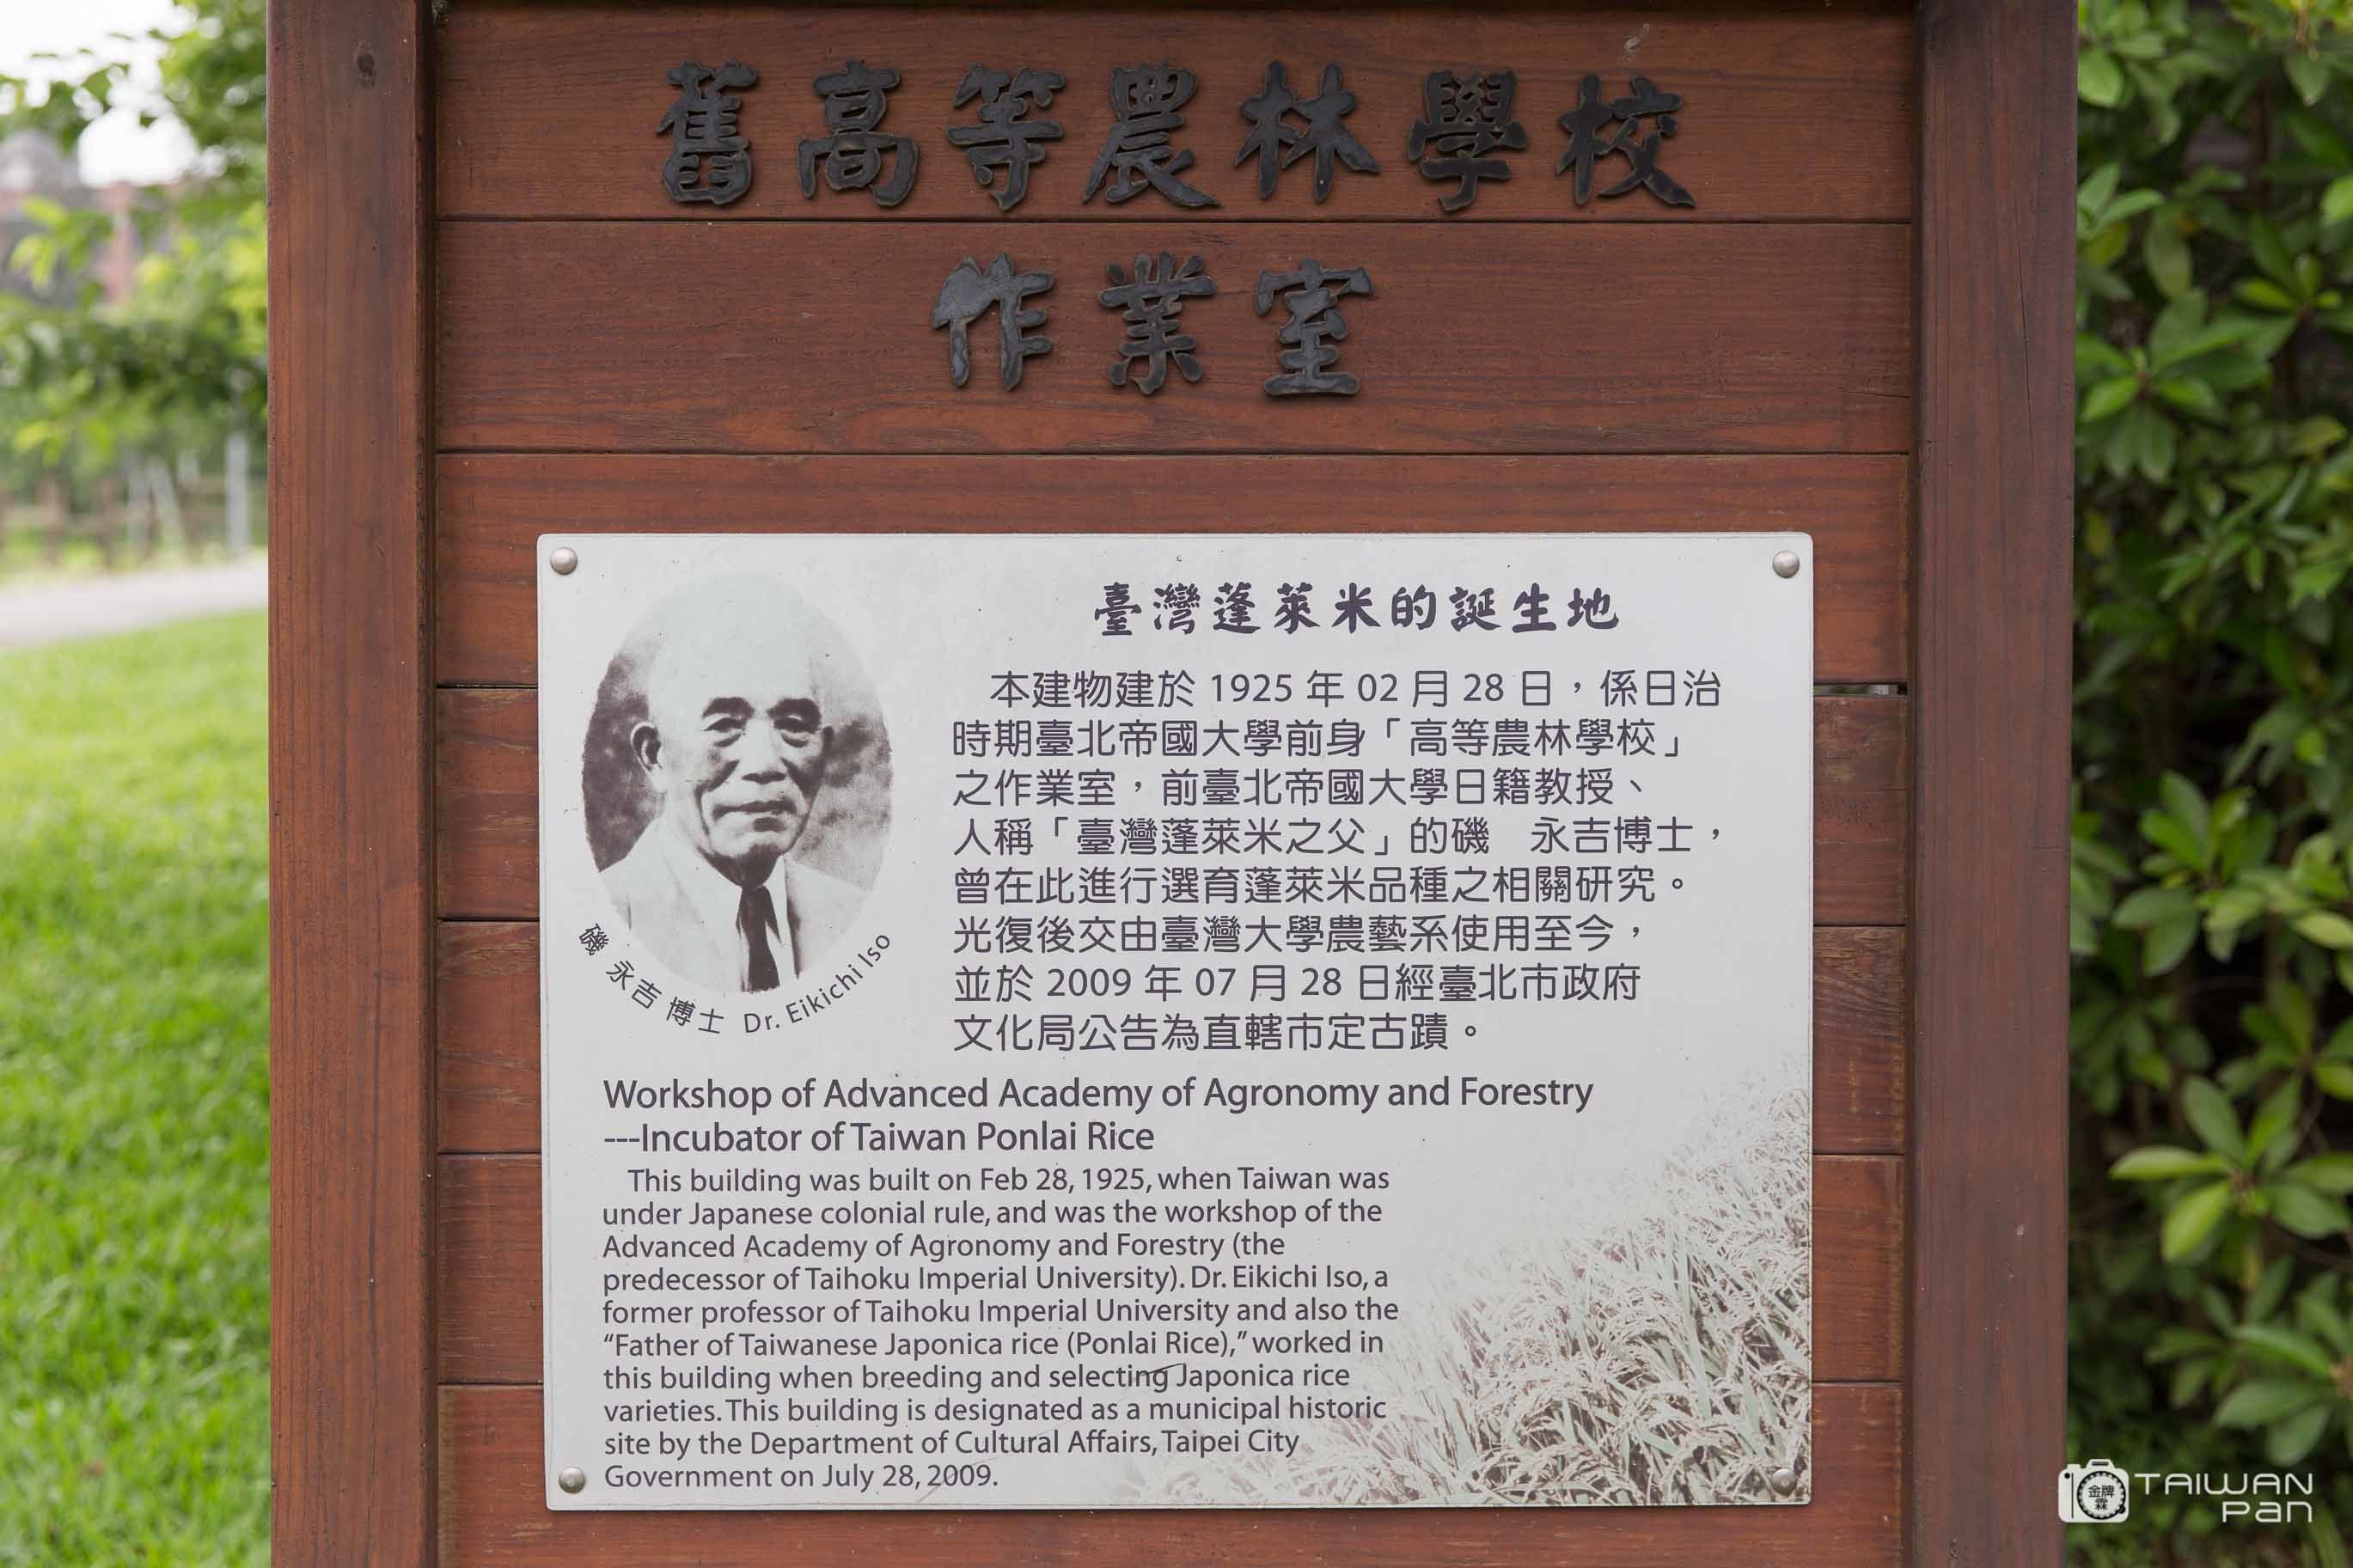 舊高等農林學校
作業室
臺灣蓬萊米的誕生地
本建物建於 1925 年 02 月 28 日，係日治
時期臺北帝國大學前身「高等農林學校」
之作業室，前臺北帝國大學日籍教授、
人稱「臺灣蓬萊米之父」的磯　永吉博士，
曾在此進行選育蓬萊米品種之相關研究。
光復後交由臺灣大學農藝系使用至今，
並於 2009 年 07 月 28 日經臺北市政府
文化局公告為直轄市定古蹟。
磯 永吉 博士 Dr. Eikichi Iso
Workshop of Advanced Academy of Agronomy and Forestry
---Incubator of Taiwan Ponlai Rice
This building was built on Feb 28, 1925, when Taiwan was
under Japanese colonial rule, and was the workshop of the
Advanced Academy of Agronomy and Forestry (the
predecessor of Taihoku Imperial University). Dr. Eikichi Iso, a
former professor of Taihoku Imperial University and also the
“Father of Taiwanese Japonica rice (Ponlai Rice),” worked in
this building when breeding and selecting Japonica rice
varieties. This building is designated as a municipal historic
site by the Department of Cultural Affairs, Taipei City
Government on July 28, 2009.
金牌
霖
TAIWAN
Pan